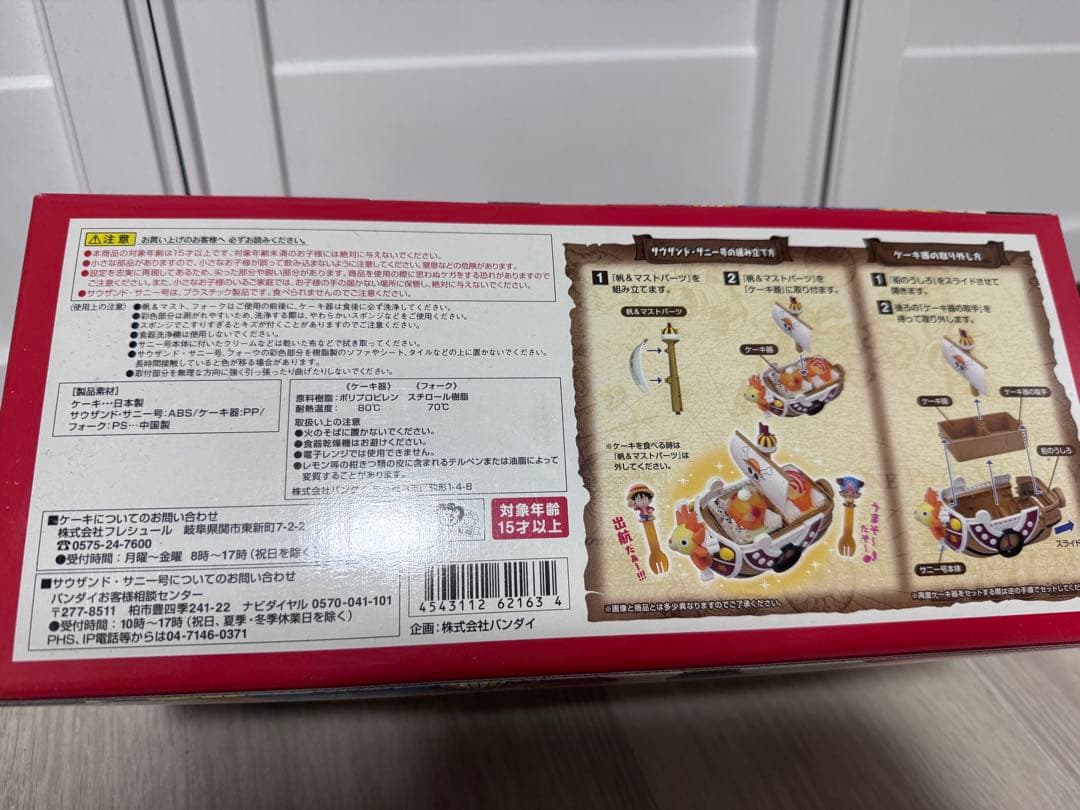 ⚠注意 お買い上げのお客様へ 必ずお読みください。
●本商品の対象年齢は15才以上です。対象年齢未満のお子様には絶対に与えないでください。
●小さな部品がありますので、小さなお子様が誤って飲み込まないように注意してください。窒息などの危険があります。
●設定を忠実に再現してあるため、尖った部分や鋭い部分があります。商品を使用の際に思わぬケガをする恐れがありますので
ご注意ください。また、小さなお子様のいるご家庭では、お子様の手の届かない場所に保管し、絶対に与えないでください。
●サウザンド・サニー号は、プラスチック製品です。食べられませんのでご注意ください。
〈使用上の注意〉 ●帆&マスト、フォークはご使用の前後に、ケーキ器は食後に必ず洗浄してください。
●彩色部分は剥がれやすいため、洗浄する際は、やわらかいスポンジなどをご使用ください。
●スポンジでこすりすぎるとキズが付くことがありますのでご注意ください。
●食器洗浄機は使用しないでください。
●サニー号本体に付いたクリームなどは乾いた布などで拭き取ってください。
●サウザンド・サニー号、フォークの彩色部分を樹脂製のソファやシート、タイルなどの上に置かないでください。
長時間接触していると色が移る場合があります。
●取付部分を無理な方向に強く引っ張ったり曲げたりしないでください。
[製品素材]
ケーキ…日本製
サウザンド・サニー号:ABS/ケーキ器:PP/
フォーク:PS…中国製
〈ケーキ器〉 〈フォーク〉
原料樹脂:ポリプロピレン スチロール樹脂
耐熱温度: 80℃ 70℃
取扱い上の注意
●火のそばに置かないでください。
●食器乾燥機はお避けください。
●電子レンジでは使用できません。
●レモン等の柑きつ類の皮に含まれるテルペンまたは油脂によって
変質することがあります。
株式会社バンダイ 1-4-8
■ケーキについてのお問い合わせ
株式会社フレシュール 岐阜県関市東新町7-2-2
☎0575-24-7600
●受付時間:月曜~金曜 8時~17時(祝日を除く
対象年齢
15才以上
■サウザンド・サニー号についてのお問い合わせ
バンダイお客様相談センター
〒277-8511 柏市豊四季241-22 ナビダイヤル 0570-041-101
●受付時間:10時~17時(祝日、夏季・冬季休業日を除く)
PHS、IP電話等からは04-7146-0371
4543112 62163 4
企画:株式会社バンダイ
サウザンド・サニー号の組み立て方
1 「帆&マストパーツ」を
組み立てます。
帆&マストパーツ
2 「帆&マストパーツ」を
「ケーキ器」に取り付けます。
ケーキ器
※ケーキを食べる時は
「帆&マストパーツ」は
外してください。
出航だぁー!!!
うまそ〜だぞ〜♪
※画像と商品とは多少異なりますのでご了承ください。
ケーキ器の取り外し方
1 「船のうしろ」をスライドさせて
開きます。
2 後ろの「ケーキ器の取手」を
持って取り外します。
ケーキ器の取手
ケーキ器
船のうしろ
スライド
サニー号本体
※再度ケーキ器をセットする際は逆の手順でセットしてください。